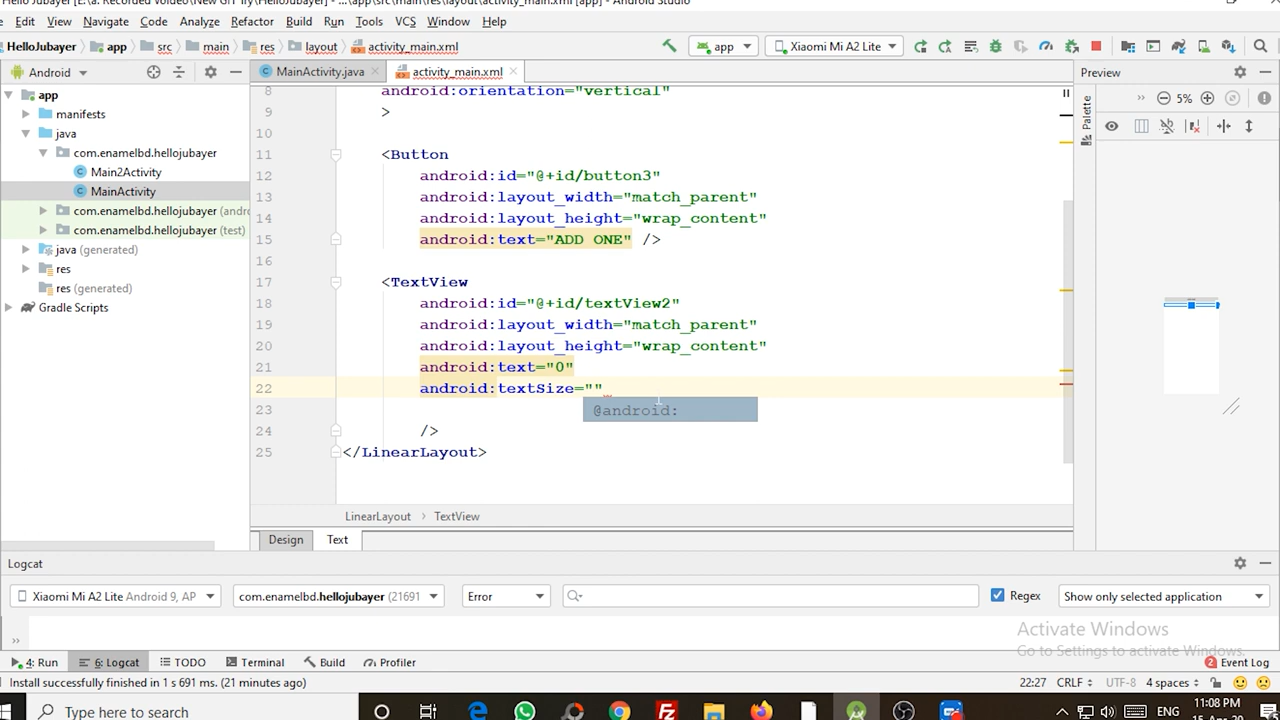 Hello Jubayer [E:\a. Recorded Voideo\New GIT Try\HelloJubayer] - ...\app\src\main\res\layout\activity_main.xml [app] - Android Studio
Edit View Navigate Code Analyze Refactor Build Run Tools VCS Window Help
HelloJubayer app src main res layout activity_main.xml app Xiaomi Mi A2 Lite
Android MainActivity.java activity_main.xml Preview
app
manifests
java
com.enamelbd.hellojubayer
Main2Activity
MainActivity
com.enamelbd.hellojubayer (andro
com.enamelbd.hellojubayer (test)
java (generated)
res
res (generated)
Gradle Scripts
8 android:orientation="vertical"
9 >
10
11 <Button
12 android:id="@+id/button3"
13 android:layout_width="match_parent"
14 android:layout_height="wrap_content"
15 android:text="ADD ONE" />
16
17 <TextView
18 android:id="@+id/textView2"
19 android:layout_width="match_parent"
20 android:layout_height="wrap_content"
21 android:text="0"
22 android:textSize=""
23 @android:
24 />
25 </LinearLayout>
LinearLayout › TextView
Design Text
Palette
» 5%
Logcat
Xiaomi Mi A2 Lite Android 9, AP com.enamelbd.hellojubayer (21691 Error Regex Show only selected application
»
Activate Windows
Go to Settings to activate Windows.
4: Run 6: Logcat TODO Terminal Build Profiler 2 Event Log
Install successfully finished in 1 s 691 ms. (21 minutes ago) 22:27 CRLF UTF-8 4 spaces
Type here to search ENG 11:08 PM